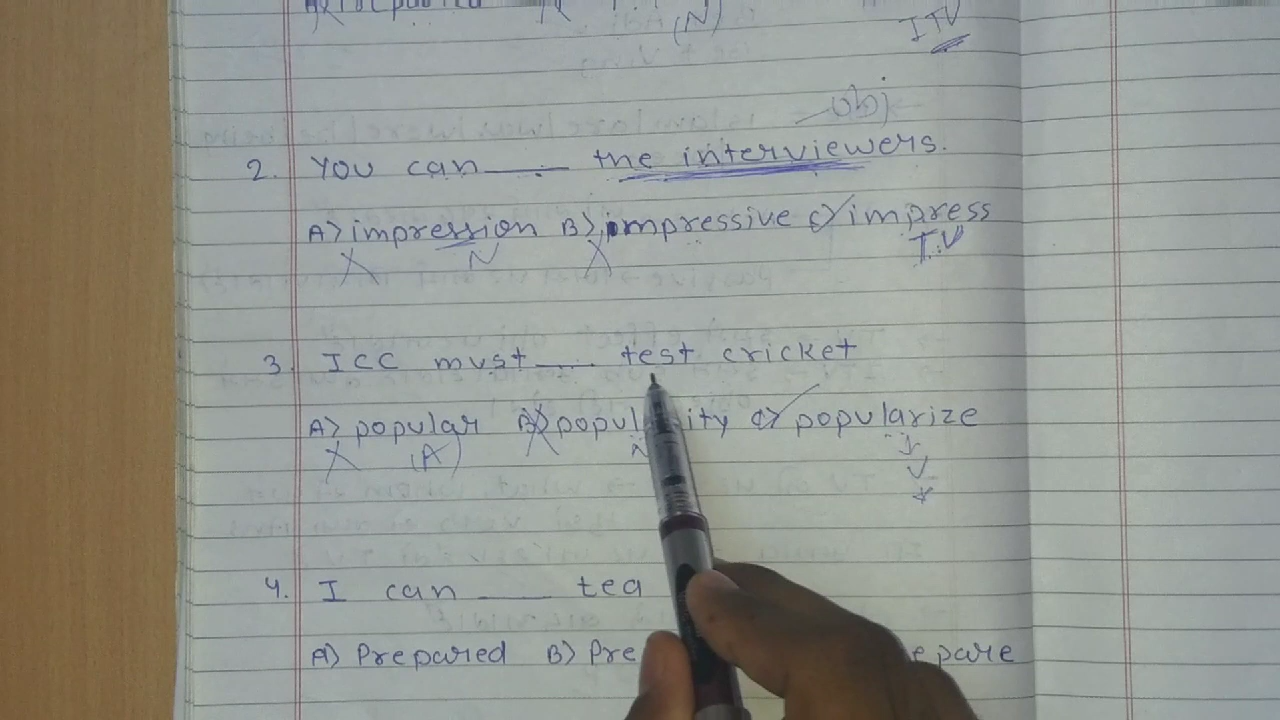 (N)
ITV
obj
2. You can ___ the interviewers.
A) impression B) impressive C) impress
X N X I.V
3. ICC must ___ test cricket
A) popular B) popularity C) popularize
X (A) X N I
V
4. I can ___ tea
A) Prepared B) Pre epare